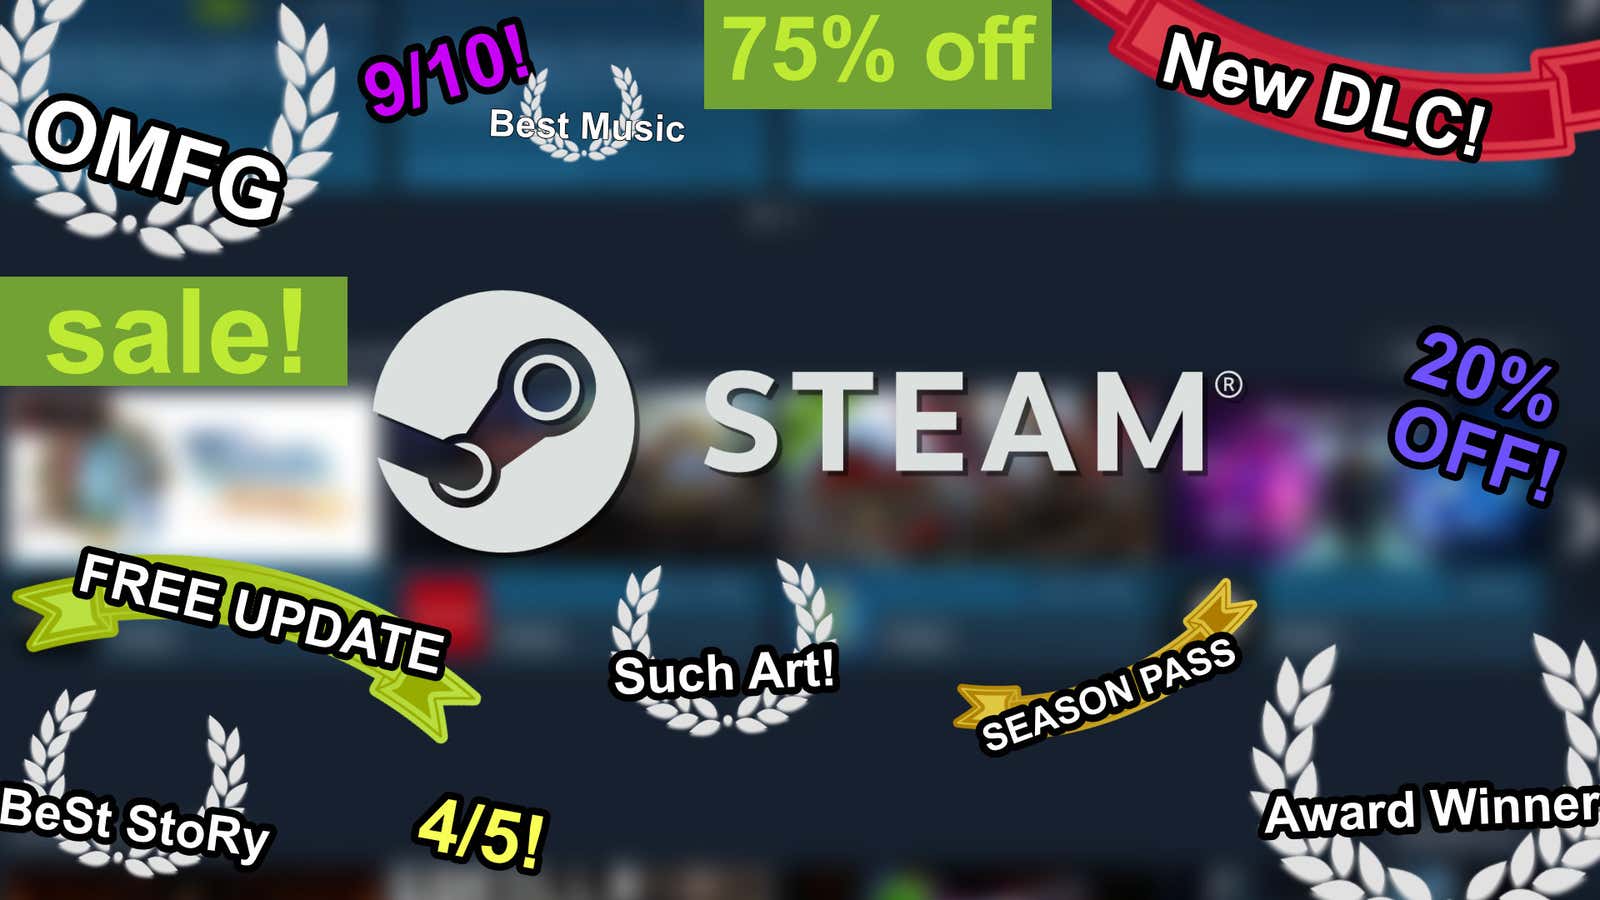 75% off
9/10!
New DLC!
OMFG
Best Music
sale!
STEAM®
20%
OFF!
FREE UPDATE
Such Art!
SEASON PASS
BeSt StoRy
4/5!
Award Winner